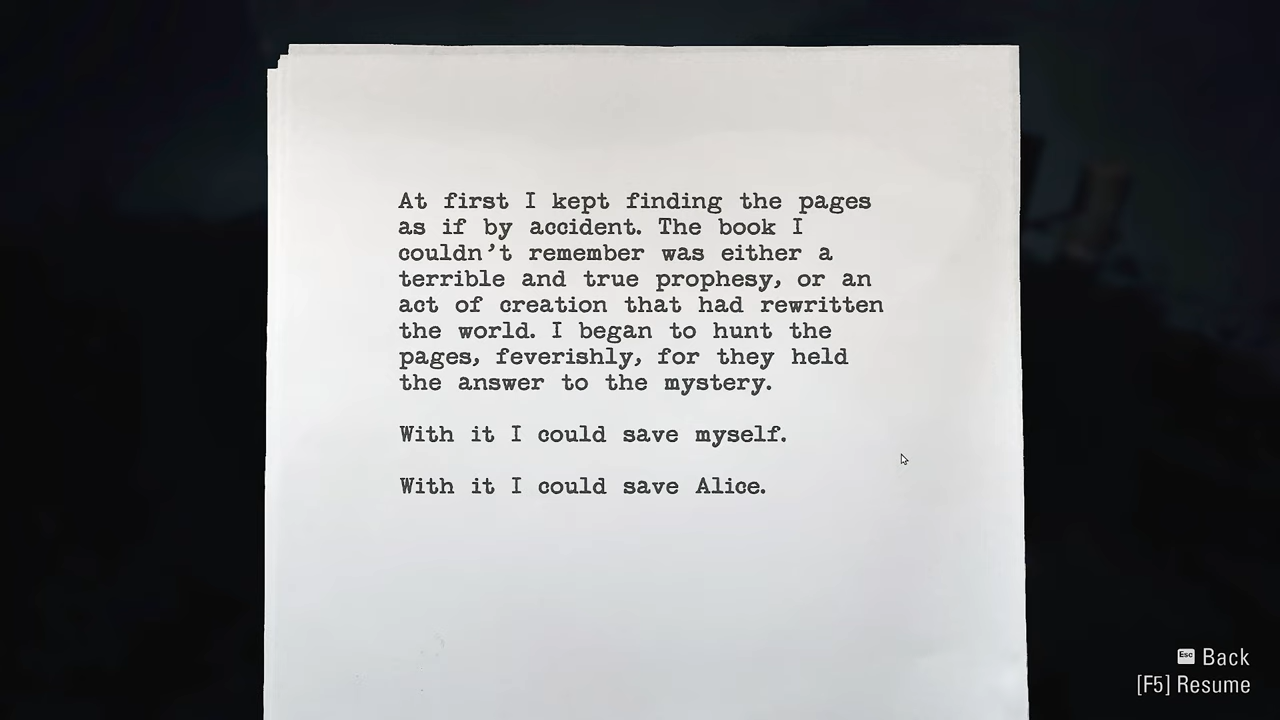 At first I kept finding the pages
as if by accident. The book I
couldn't remember was either a
terrible and true prophesy, or an
act of creation that had rewritten
the world. I began to hunt the
pages, feverishly, for they held
the answer to the mystery.
With it I could save myself.
With it I could save Alice.
Esc Back
[F5] Resume